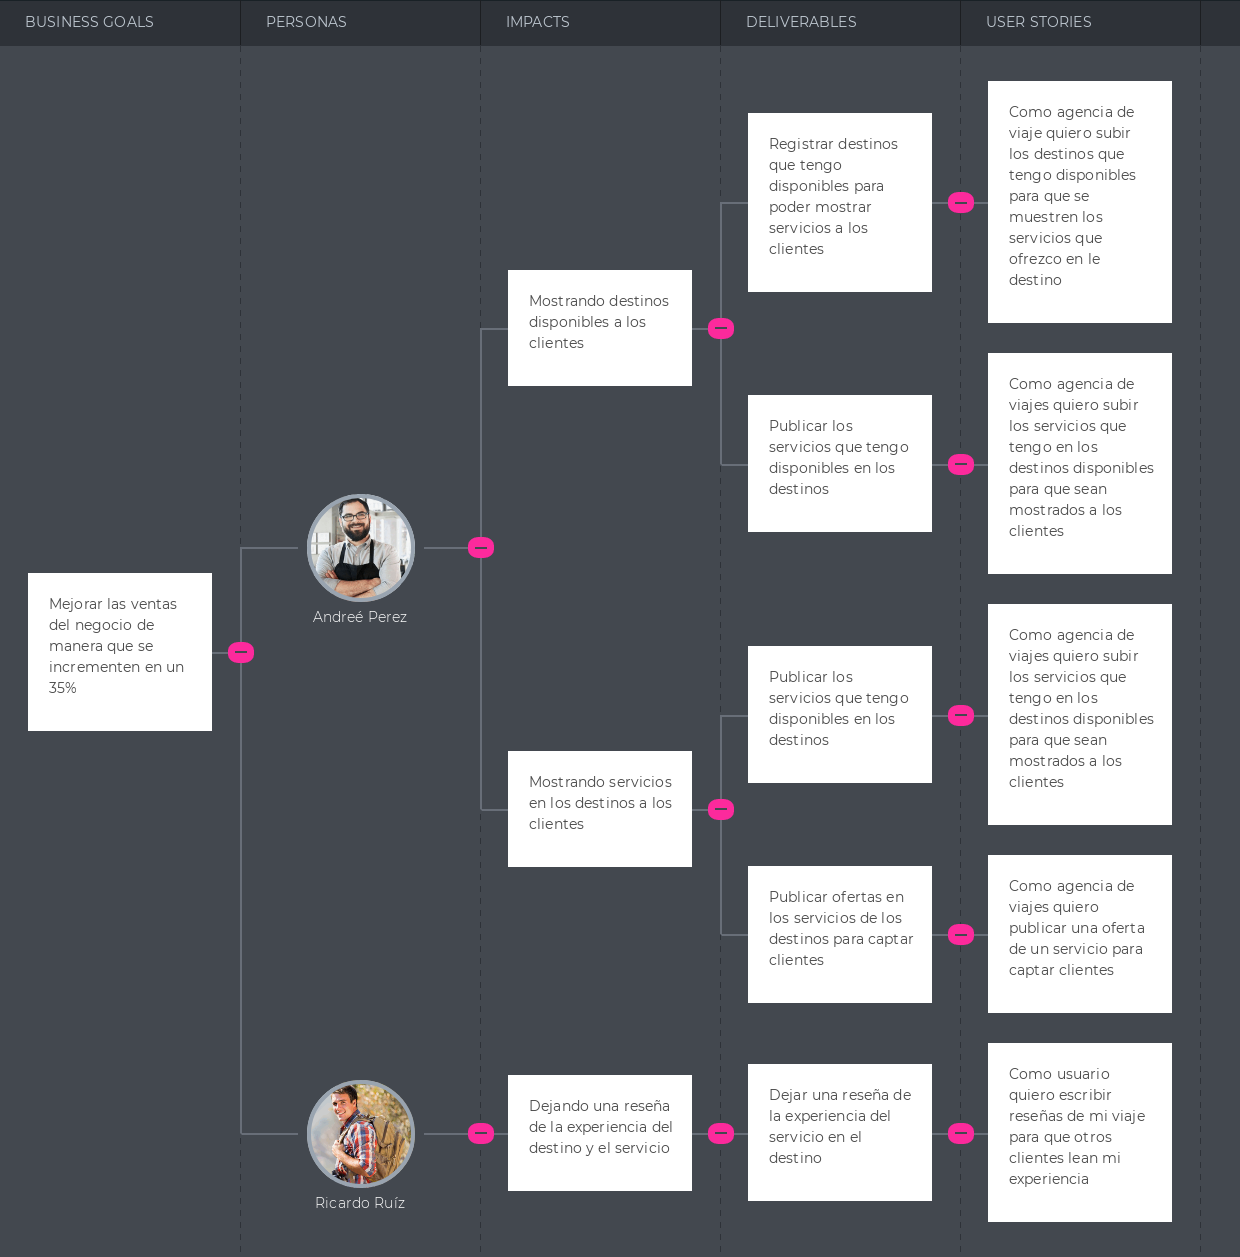 BUSINESS GOALS
PERSONAS
IMPACTS
DELIVERABLES
USER STORIES
Mejorar las ventas
del negocio de
manera que se
incrementen en un
35%
Andreé Perez
Mostrando destinos
disponibles a los
clientes
Registrar destinos
que tengo
disponibles para
poder mostrar
servicios a los
clientes
Como agencia de
viaje quiero subir
los destinos que
tengo disponibles
para que se
muestren los
servicios que
ofrezco en le
destino
Publicar los
servicios que tengo
disponibles en los
destinos
Como agencia de
viajes quiero subir
los servicios que
tengo en los
destinos disponibles
para que sean
mostrados a los
clientes
Mostrando servicios
en los destinos a los
clientes
Publicar los
servicios que tengo
disponibles en los
destinos
Como agencia de
viajes quiero subir
los servicios que
tengo en los
destinos disponibles
para que sean
mostrados a los
clientes
Publicar ofertas en
los servicios de los
destinos para captar
clientes
Como agencia de
viajes quiero
publicar una oferta
de un servicio para
captar clientes
Ricardo Ruíz
Dejando una reseña
de la experiencia del
destino y el servicio
Dejar una reseña de
la experiencia del
servicio en el
destino
Como usuario
quiero escribir
reseñas de mi viaje
para que otros
clientes lean mi
experiencia